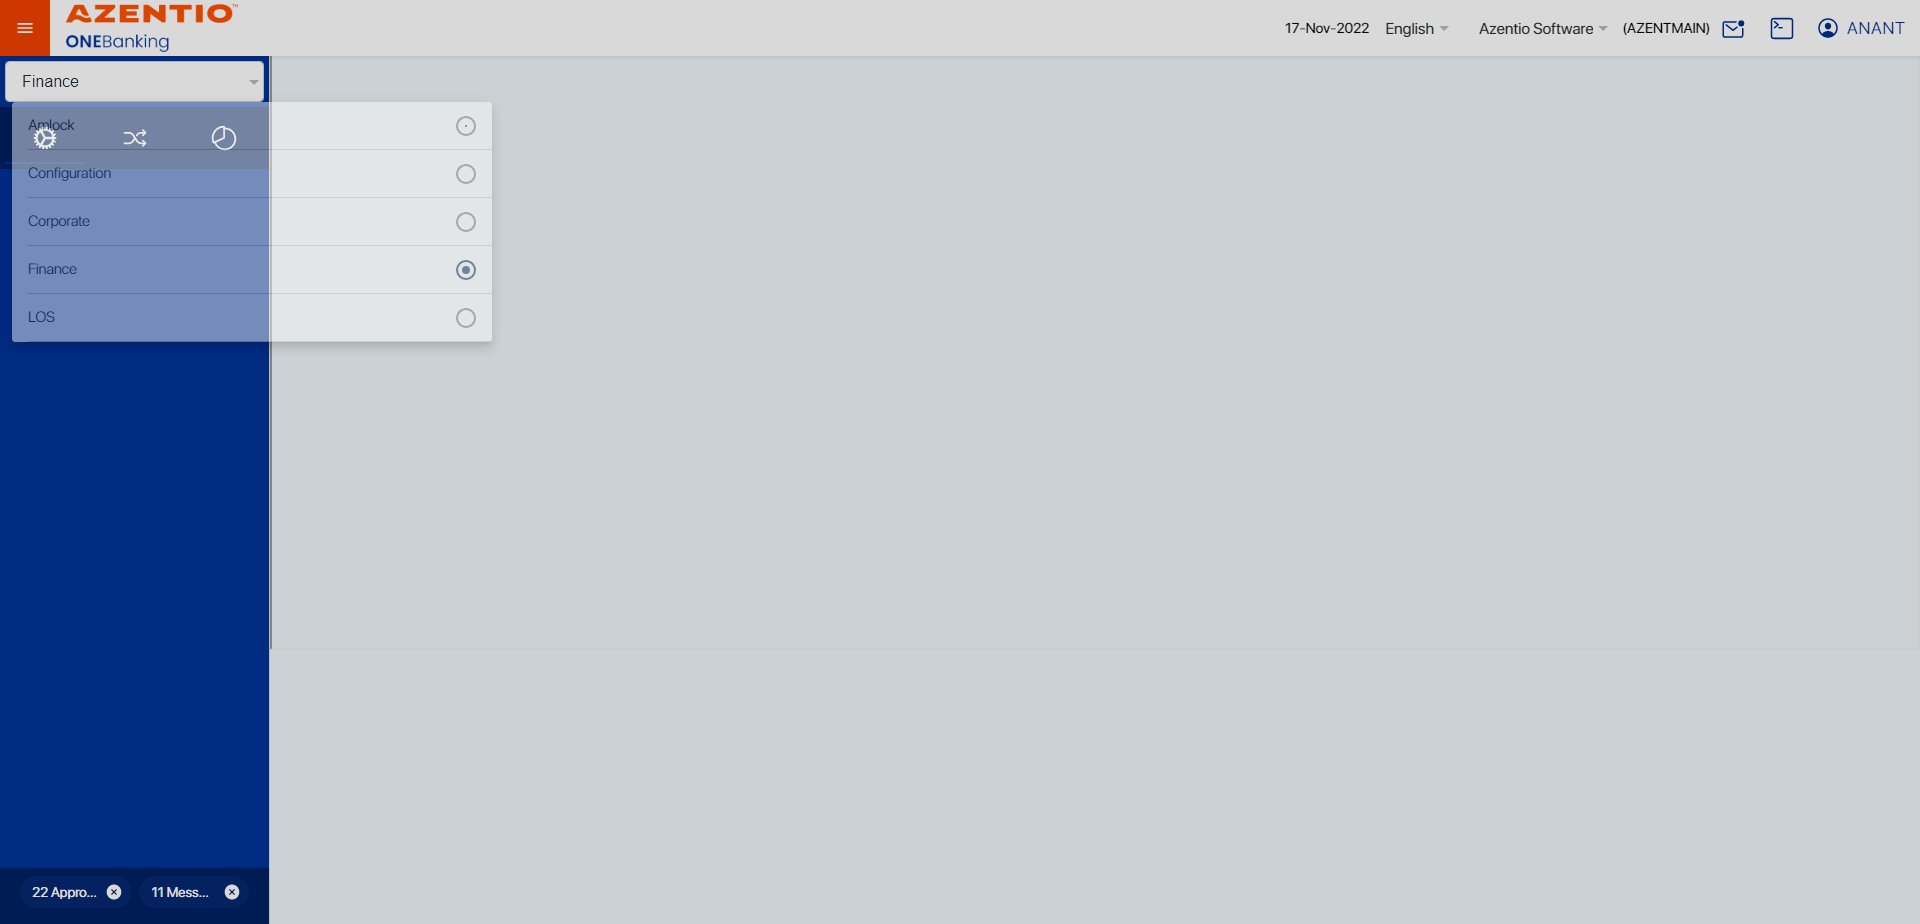 AZENTIO™
ONEBanking
17-Nov-2022 English Azentio Software (AZENTMAIN) ANANT
Finance
Amlock
Configuration
Corporate
Finance
LOS
22 Appro... 11 Mess...